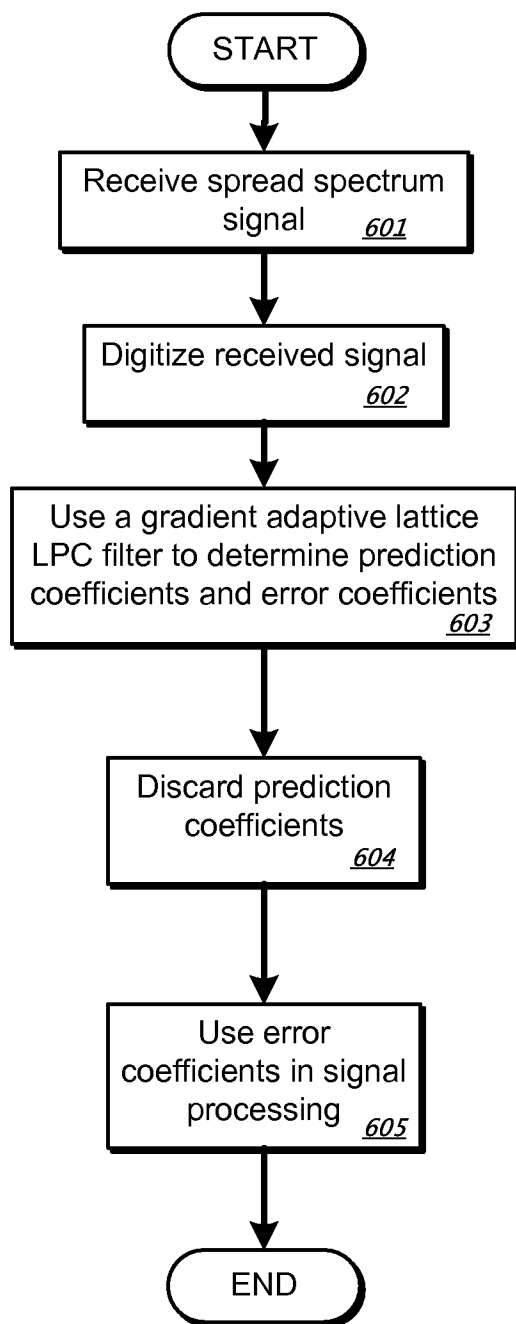 START
Receive spread spectrum
signal 601
Digitize received signal
602
Use a gradient adaptive lattice
LPC filter to determine prediction
coefficients and error coefficients
603
Discard prediction
coefficients
604
Use error
coefficients in signal
processing
605
END